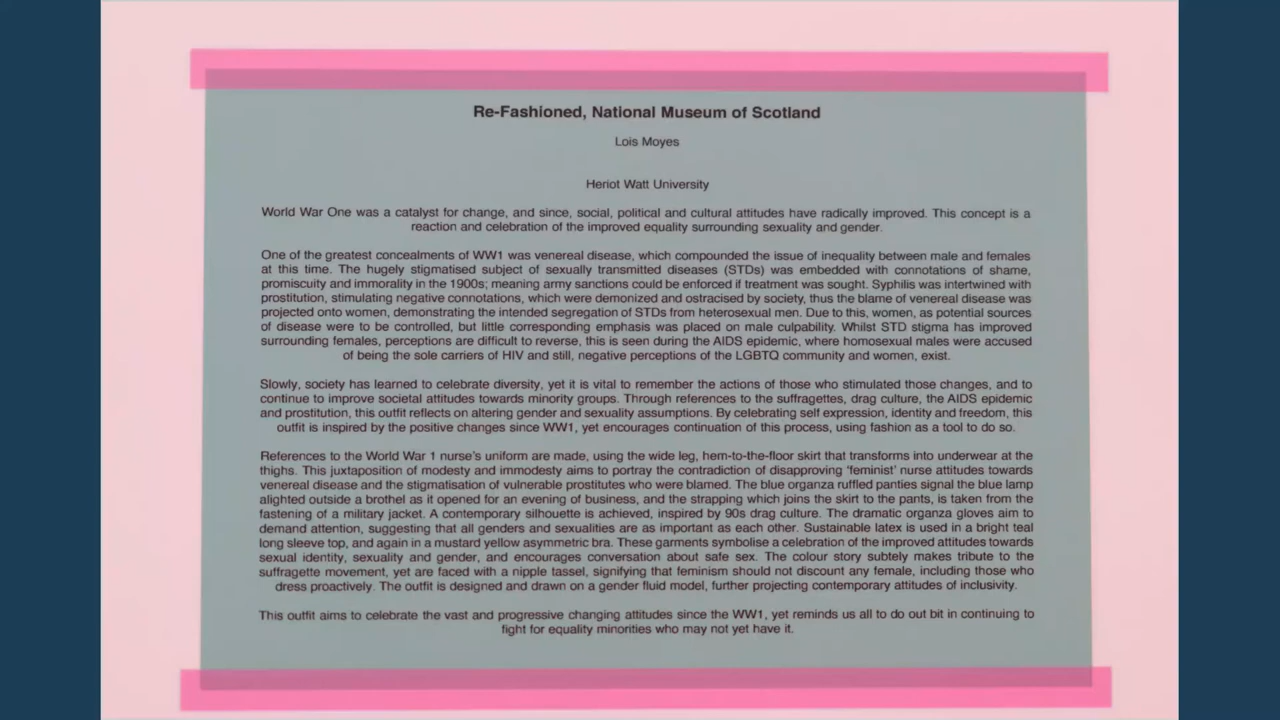 Re-Fashioned, National Museum of Scotland
Lois Moyes
Heriot Watt University
World War One was a catalyst for change, and since, social, political and cultural attitudes have radically improved. This concept is a
reaction and celebration of the improved equality surrounding sexuality and gender.
One of the greatest concealments of WW1 was venereal disease, which compounded the issue of inequality between male and females
at this time. The hugely stigmatised subject of sexually transmitted diseases (STDs) was embedded with connotations of shame,
promiscuity and immorality in the 1900s; meaning army sanctions could be enforced if treatment was sought. Syphilis was intertwined with
prostitution, stimulating negative connotations, which were demonized and ostracised by society, thus the blame of venereal disease was
projected onto women, demonstrating the intended segregation of STDs from heterosexual men. Due to this, women, as potential sources
of disease were to be controlled, but little corresponding emphasis was placed on male culpability. Whilst STD stigma has improved
surrounding females, perceptions are difficult to reverse, this is seen during the AIDS epidemic, where homosexual males were accused
of being the sole carriers of HIV and still, negative perceptions of the LGBTQ community and women, exist.
Slowly, society has learned to celebrate diversity, yet it is vital to remember the actions of those who stimulated those changes, and to
continue to improve societal attitudes towards minority groups. Through references to the suffragettes, drag culture, the AIDS epidemic
and prostitution, this outfit reflects on altering gender and sexuality assumptions. By celebrating self expression, identity and freedom, this
outfit is inspired by the positive changes since WW1, yet encourages continuation of this process, using fashion as a tool to do so.
References to the World War 1 nurse's uniform are made, using the wide leg, hem-to-the-floor skirt that transforms into underwear at the
thighs. This juxtaposition of modesty and immodesty aims to portray the contradiction of disapproving 'feminist' nurse attitudes towards
venereal disease and the stigmatisation of vulnerable prostitutes who were blamed. The blue organza ruffled panties signal the blue lamp
alighted outside a brothel as it opened for an evening of business, and the strapping which joins the skirt to the pants, is taken from the
fastening of a military jacket. A contemporary silhouette is achieved, inspired by 90s drag culture. The dramatic organza gloves aim to
demand attention, suggesting that all genders and sexualities are as important as each other. Sustainable latex is used in a bright teal
long sleeve top, and again in a mustard yellow asymmetric bra. These garments symbolise a celebration of the improved attitudes towards
sexual identity, sexuality and gender, and encourages conversation about safe sex. The colour story subtely makes tribute to the
suffragette movement, yet are faced with a nipple tassel, signifying that feminism should not discount any female, including those who
dress proactively. The outfit is designed and drawn on a gender fluid model, further projecting contemporary attitudes of inclusivity.
This outfit aims to celebrate the vast and progressive changing attitudes since the WW1, yet reminds us all to do out bit in continuing to
fight for equality minorities who may not yet have it.